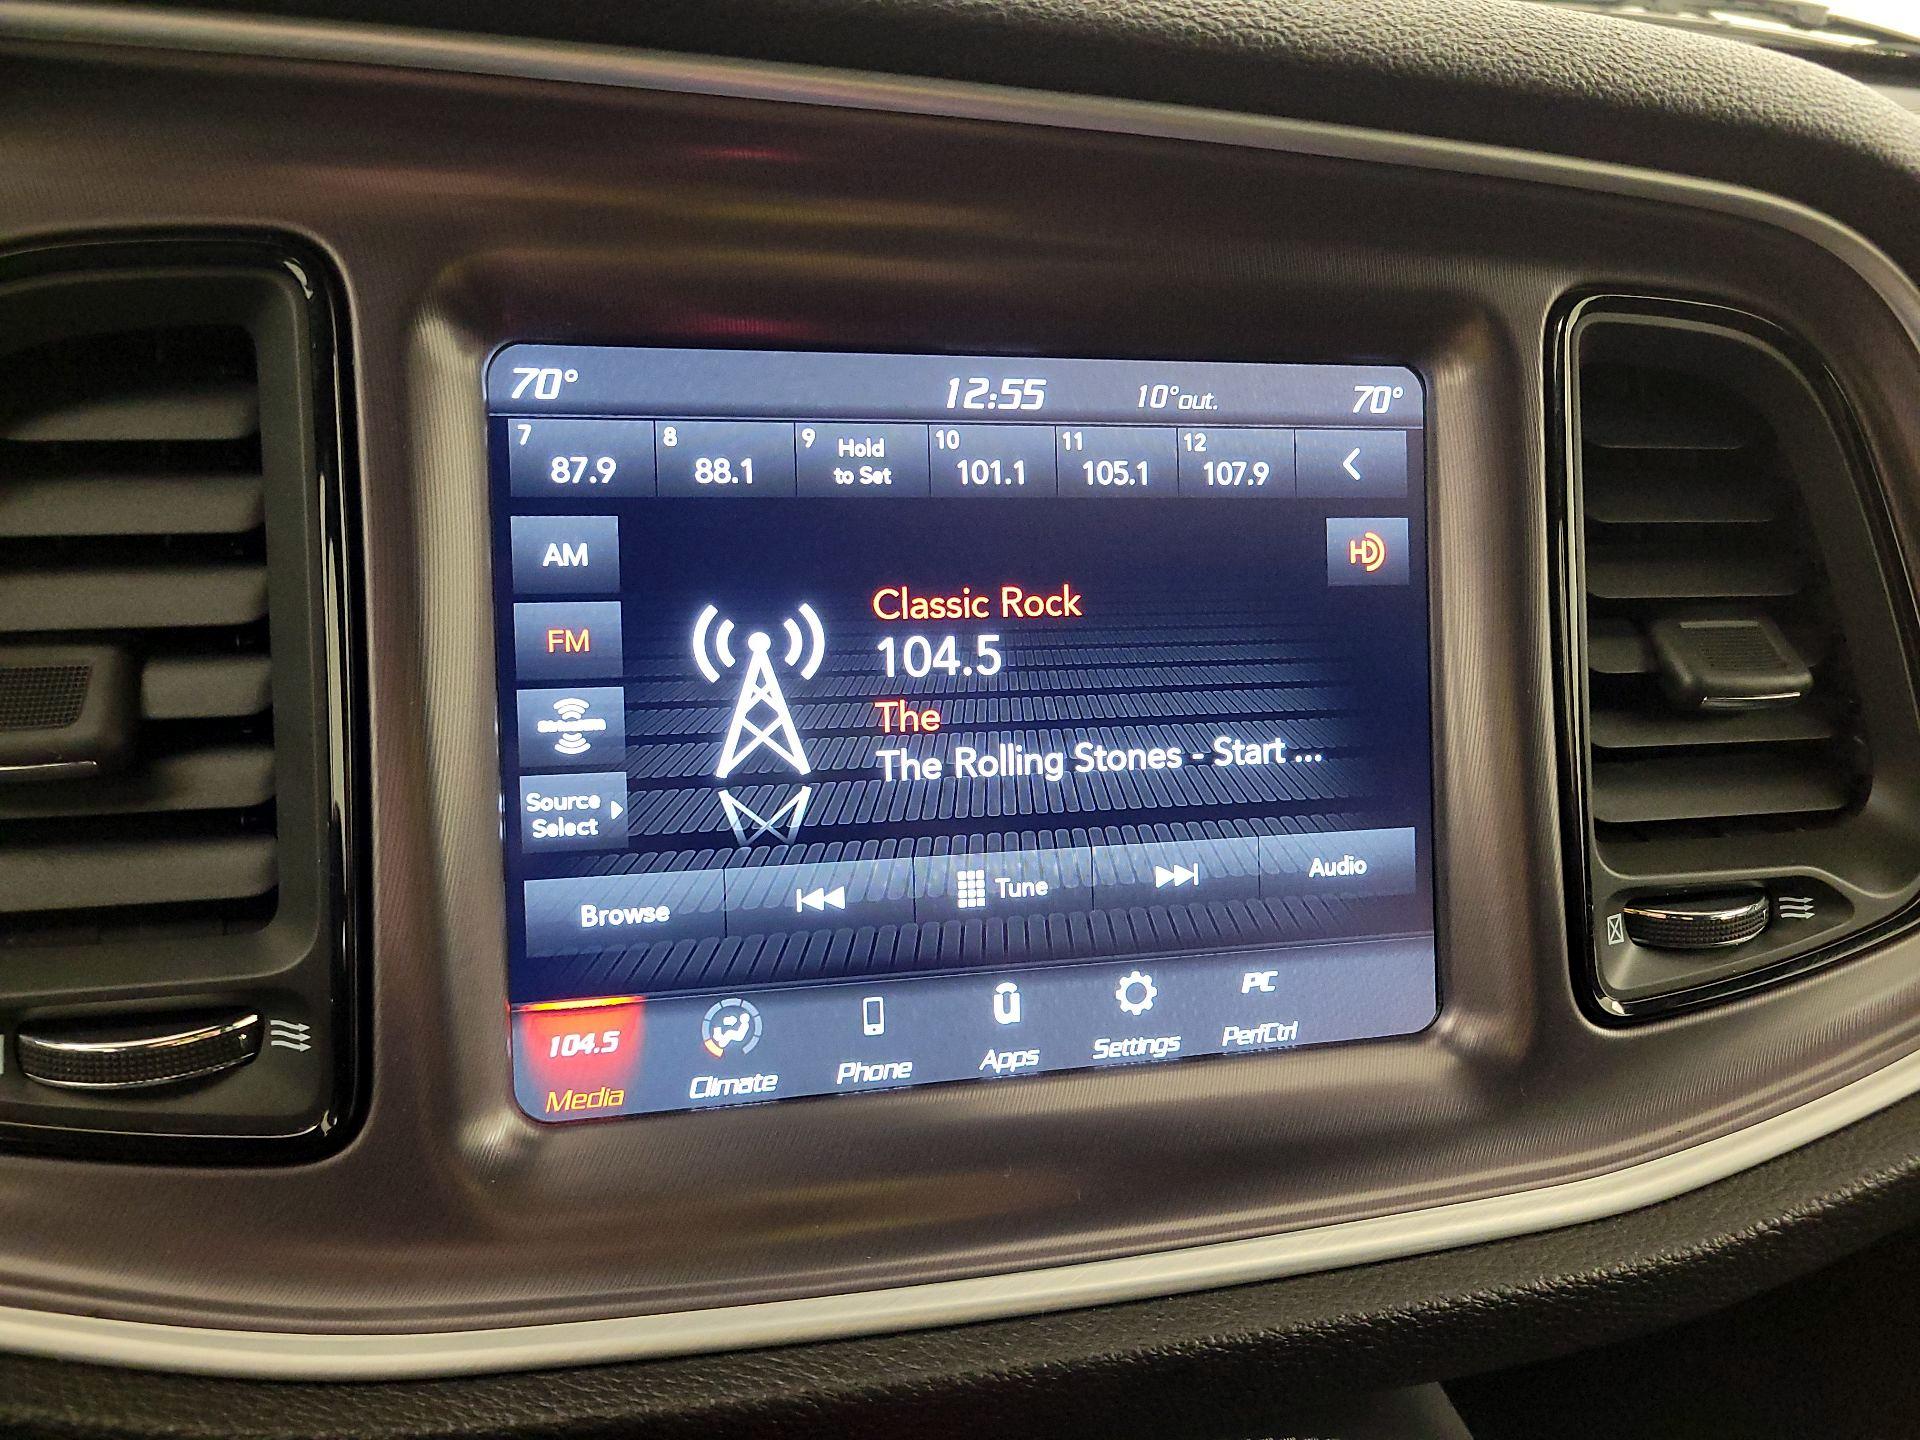 70° 12:55 10°out. 70°
7 8 9 Hold 10 11 12
87.9 88.1 to Set 101.1 105.1 107.9
AM HD
FM
Classic Rock
104.5
The
The Rolling Stones - Start ...
Source
Select
Browse Tune Audio
104.5 PC
Media Climate Phone Apps Settings PerfCtrl